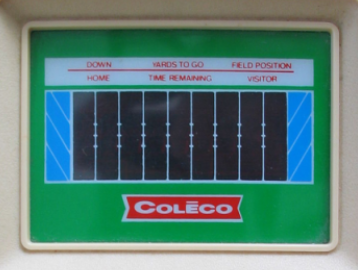 DOWN YARDS TO GO FIELD POSITION
HOME TIME REMAINING VISITOR
COLECO